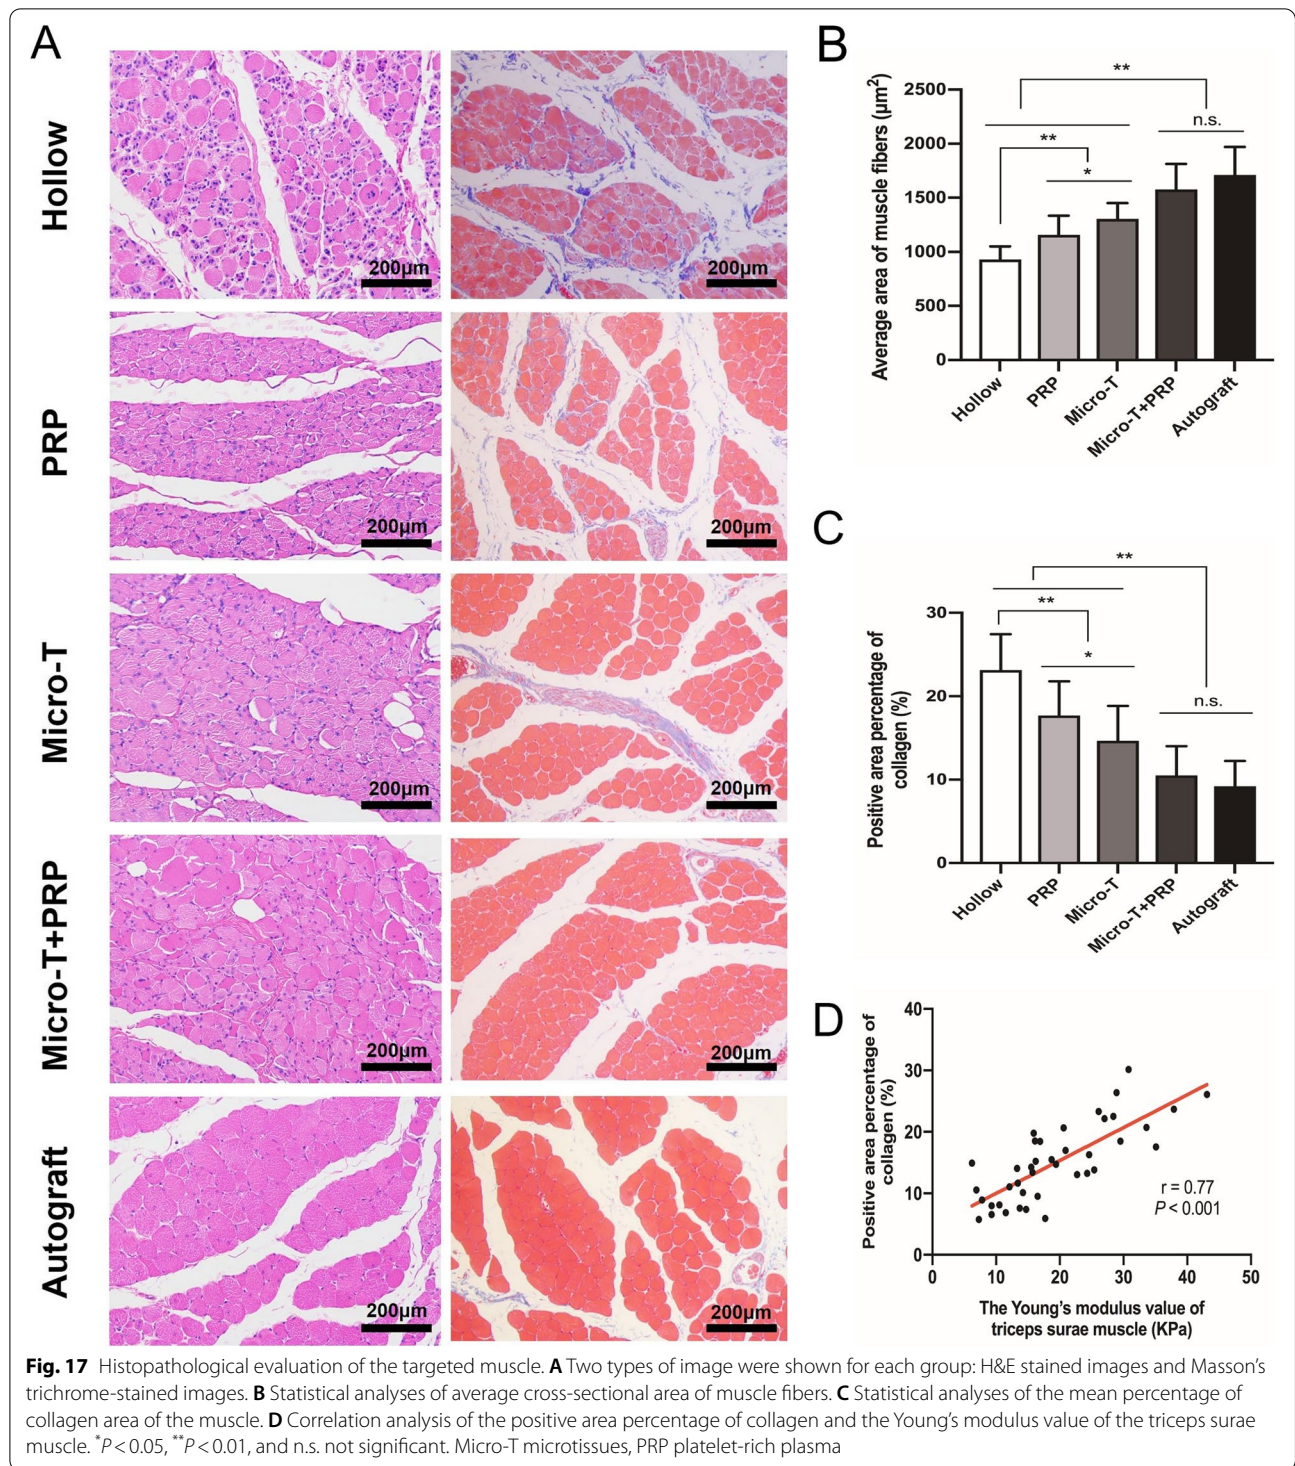 A
Hollow
200µm
200µm
PRP
200µm
200µm
Micro-T
200µm
200µm
Micro-T+PRP
200µm
200µm
Autograft
200µm
200µm
B
Average area of muscle fibers (µm²)
2500
2000
1500
1000
500
0
**
**
*
n.s.
Hollow
PRP
Micro-T
Micro-T+PRP
Autograft
C
Positive area percentage of
collagen (%)
30
20
10
0
**
**
*
n.s.
Hollow
PRP
Micro-T
Micro-T+PRP
Autograft
D
Positive area percentage of
collagen (%)
40
30
20
10
0
r = 0.77
P < 0.001
0 10 20 30 40 50
The Young's modulus value of
triceps surae muscle (KPa)
Fig. 17 Histopathological evaluation of the targeted muscle. A Two types of image were shown for each group: H&E stained images and Masson's
trichrome-stained images. B Statistical analyses of average cross-sectional area of muscle fibers. C Statistical analyses of the mean percentage of
collagen area of the muscle. D Correlation analysis of the positive area percentage of collagen and the Young's modulus value of the triceps surae
muscle. *P < 0.05, **P < 0.01, and n.s. not significant. Micro-T microtissues, PRP platelet-rich plasma